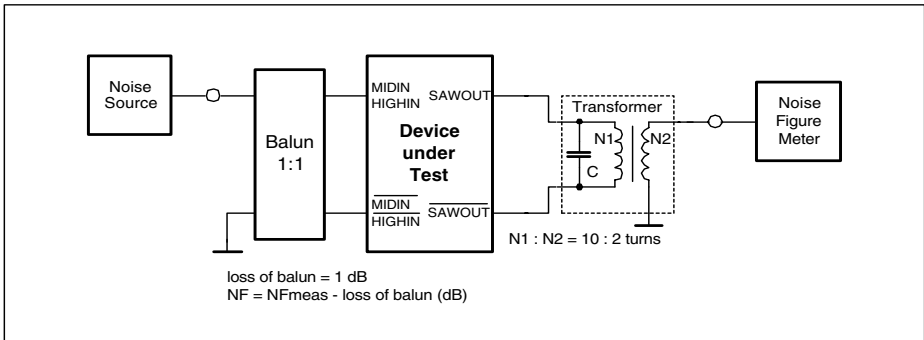 Noise
Source
Balun
1:1
MIDIN
HIGHIN
SAWOUT
Device
under
Test
MIDIN
HIGHIN
SAWOUT
Transformer
N1
N2
C
N1 : N2 = 10 : 2 turns
Noise
Figure
Meter
loss of balun = 1 dB
NF = NFmeas - loss of balun (dB)